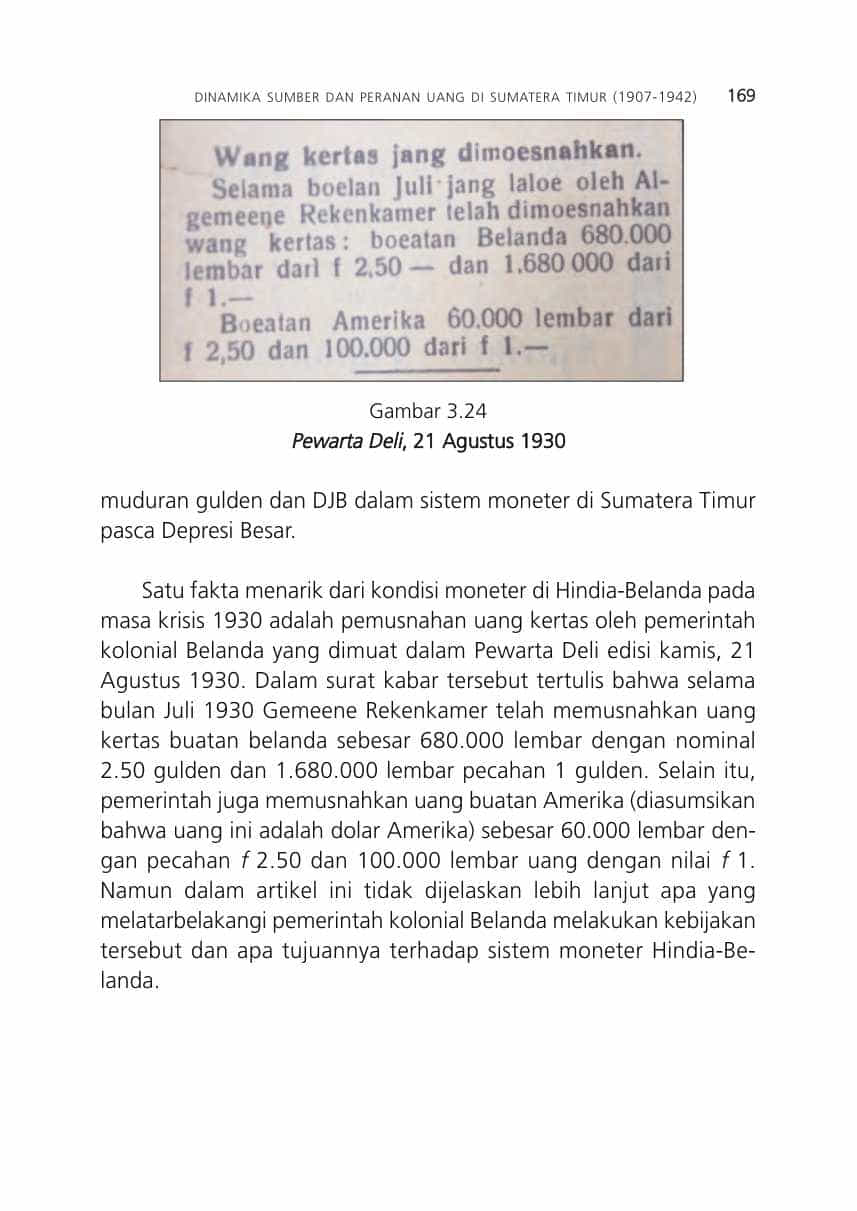 DINAMIKA SUMBER DAN PERANAN UANG DI SUMATERA TIMUR (1907-1942) 169
Wang kertas jang dimoesnahkan.
Selama boelan Juli jang laloe oleh Al-
gemeene Rekenkamer telah dimoesnahkan
wang kertas: boeatan Belanda 680.000
lembar dari f 2,50 — dan 1.680 000 dari
f 1.—
Boeatan Amerika 60.000 lembar dari
f 2,50 dan 100.000 dari f 1.—
Gambar 3.24
Pewarta Deli, 21 Agustus 1930
muduran gulden dan DJB dalam sistem moneter di Sumatera Timur
pasca Depresi Besar.
Satu fakta menarik dari kondisi moneter di Hindia-Belanda pada
masa krisis 1930 adalah pemusnahan uang kertas oleh pemerintah
kolonial Belanda yang dimuat dalam Pewarta Deli edisi kamis, 21
Agustus 1930. Dalam surat kabar tersebut tertulis bahwa selama
bulan Juli 1930 Gemeene Rekenkamer telah memusnahkan uang
kertas buatan belanda sebesar 680.000 lembar dengan nominal
2.50 gulden dan 1.680.000 lembar pecahan 1 gulden. Selain itu,
pemerintah juga memusnahkan uang buatan Amerika (diasumsikan
bahwa uang ini adalah dolar Amerika) sebesar 60.000 lembar den-
gan pecahan f 2.50 dan 100.000 lembar uang dengan nilai f 1.
Namun dalam artikel ini tidak dijelaskan lebih lanjut apa yang
melatarbelakangi pemerintah kolonial Belanda melakukan kebijakan
tersebut dan apa tujuannya terhadap sistem moneter Hindia-Be-
landa.